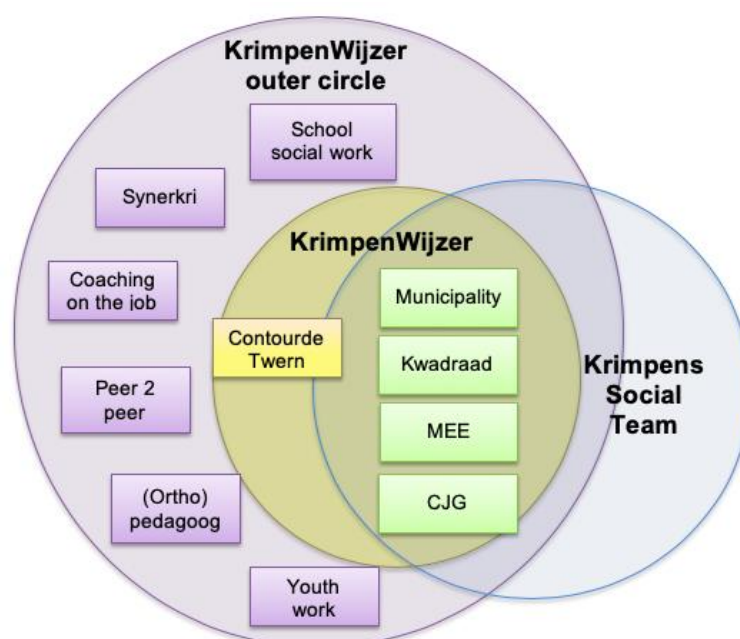 KrimpenWijzer
outer circle
School
social work
Synerkri
KrimpenWijzer
Coaching
on the job
Municipality
Contourde
Twern
Kwadraad
Krimpens
Social
Team
Peer 2
peer
MEE
(Ortho)
pedagoog
CJG
Youth
work